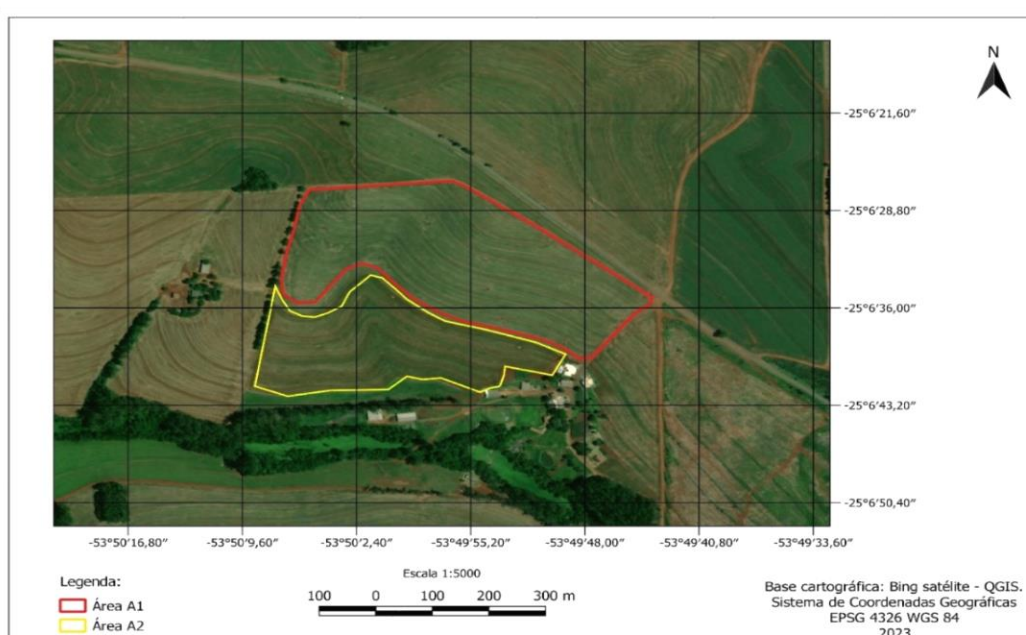 N
-25°6′21,60″
-25°6′28,80″
-25°6′36,00″
-25°6′43,20″
-25°6′50,40″
-53°50′16,80″ -53°50′9,60″ -53°50′2,40″ -53°49′55,20″ -53°49′48,00″ -53°49′40,80″ -53°49′33,60″
Legenda:
Área A1
Área A2
Escala 1:5000
100 0 100 200 300 m
Base cartográfica: Bing satélite - QGIS.
Sistema de Coordenadas Geográficas
EPSG 4326 WGS 84
2023